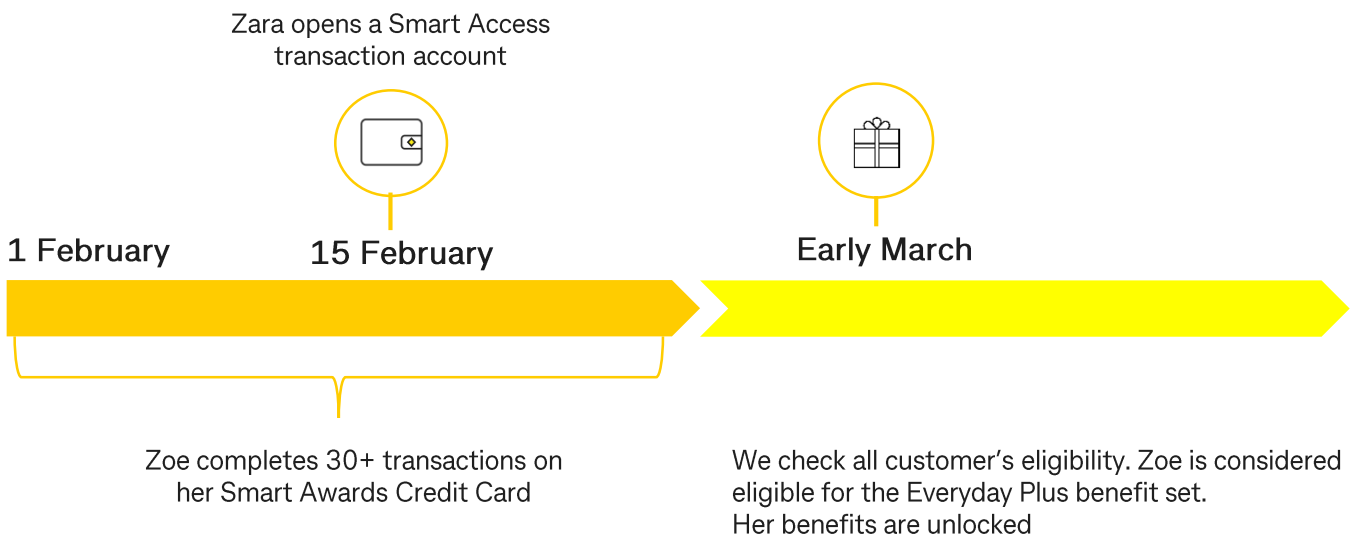 Zara opens a Smart Access
transaction account
1 February
15 February
Early March
Zoe completes 30+ transactions on
her Smart Awards Credit Card
We check all customer's eligibility. Zoe is considered
eligible for the Everyday Plus benefit set.
Her benefits are unlocked